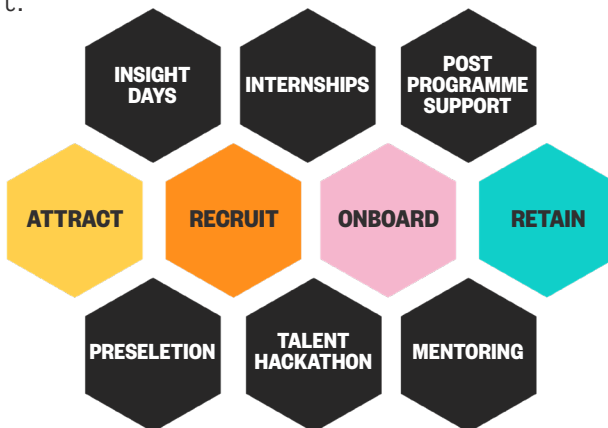 c.
INSIGHT
DAYS
INTERNSHIPS
POST
PROGRAMME
SUPPORT
ATTRACT
RECRUIT
ONBOARD
RETAIN
PRESELETION
TALENT
HACKATHON
MENTORING